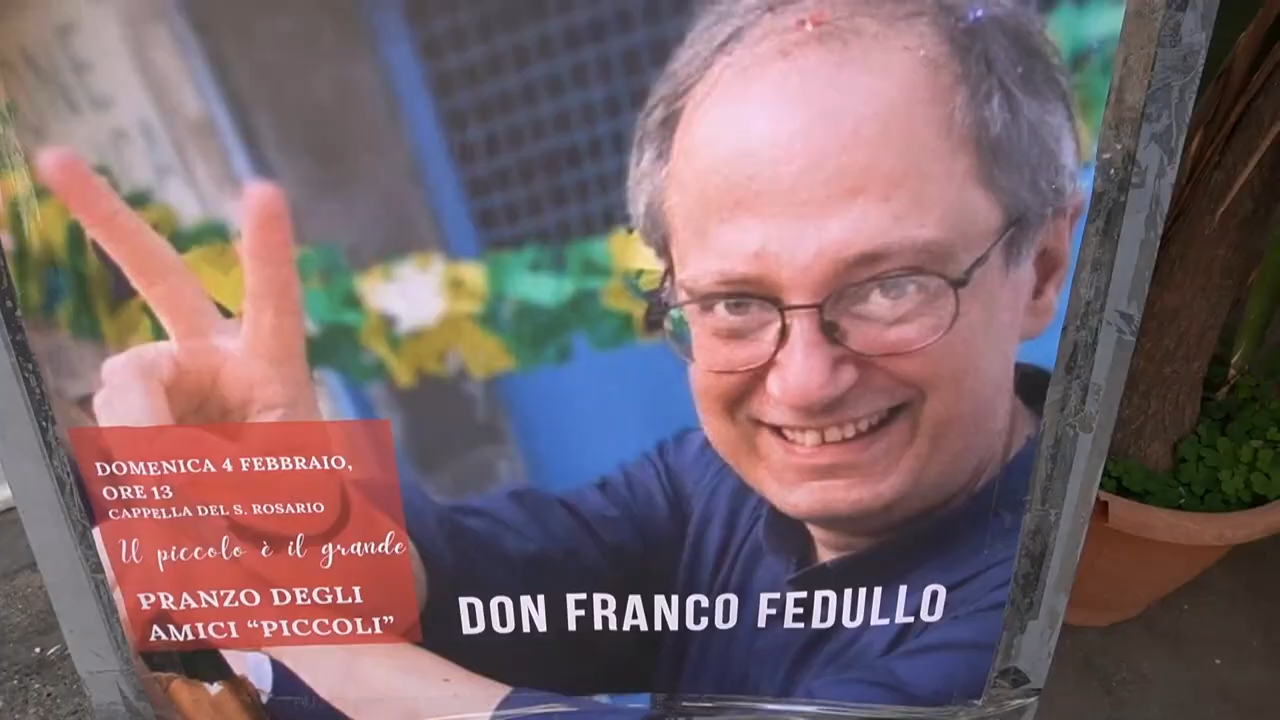 DOMENICA 4 FEBBRAIO,
ORE 13
CAPPELLA DEL S. ROSARIO
Il piccolo è il grande
PRANZO DEGLI
AMICI “PICCOLI”
DON FRANCO FEDULLO